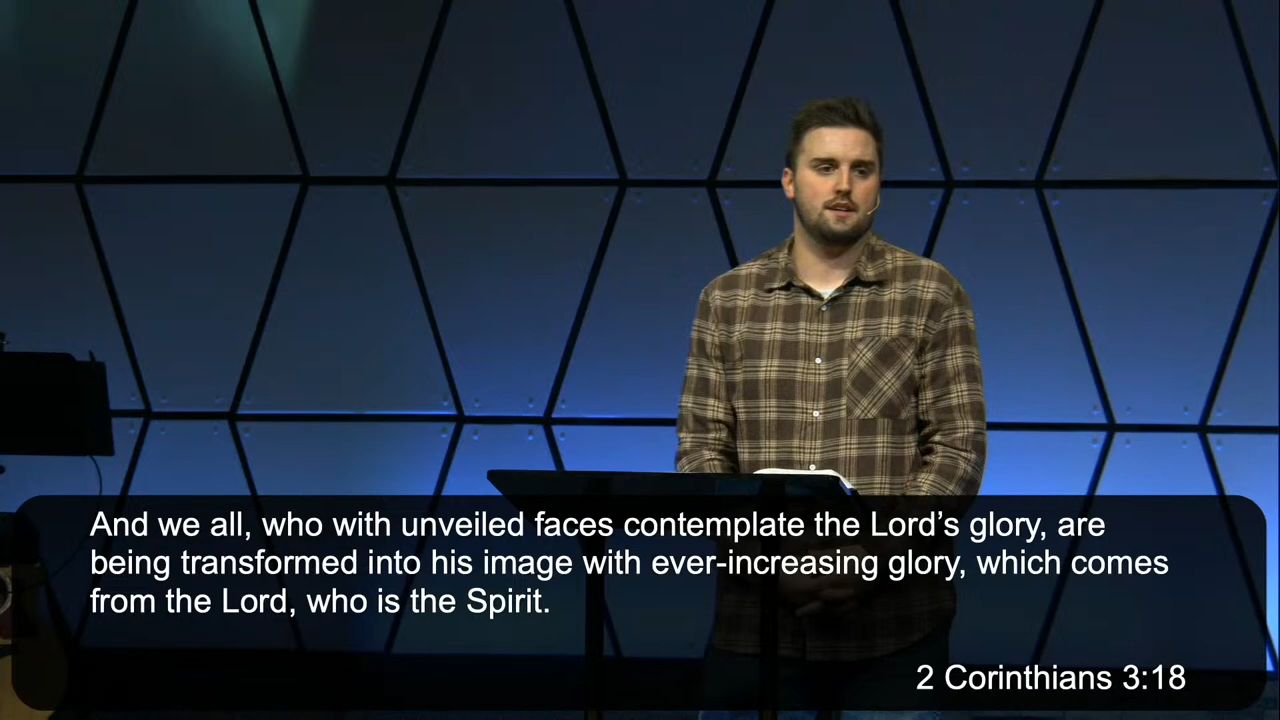 And we all, who with unveiled faces contemplate the Lord’s glory, are
being transformed into his image with ever-increasing glory, which comes
from the Lord, who is the Spirit.
2 Corinthians 3:18